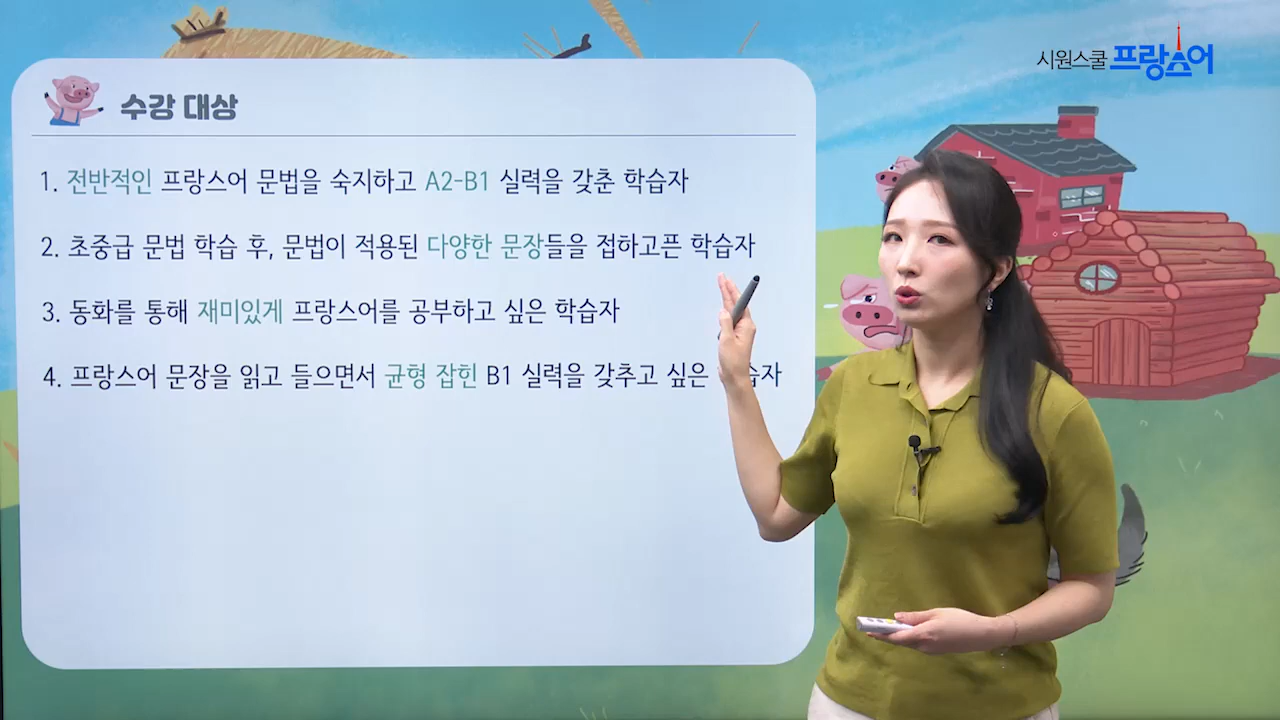 시원스쿨 프랑스어
수강 대상
1. 전반적인 프랑스어 문법을 숙지하고 A2-B1 실력을 갖춘 학습자
2. 초중급 문법 학습 후, 문법이 적용된 다양한 문장들을 접하고픈 학습자
3. 동화를 통해 재미있게 프랑스어를 공부하고 싶은 학습자
4. 프랑스어 문장을 읽고 들으면서 균형 잡힌 B1 실력을 갖추고 싶은 습자